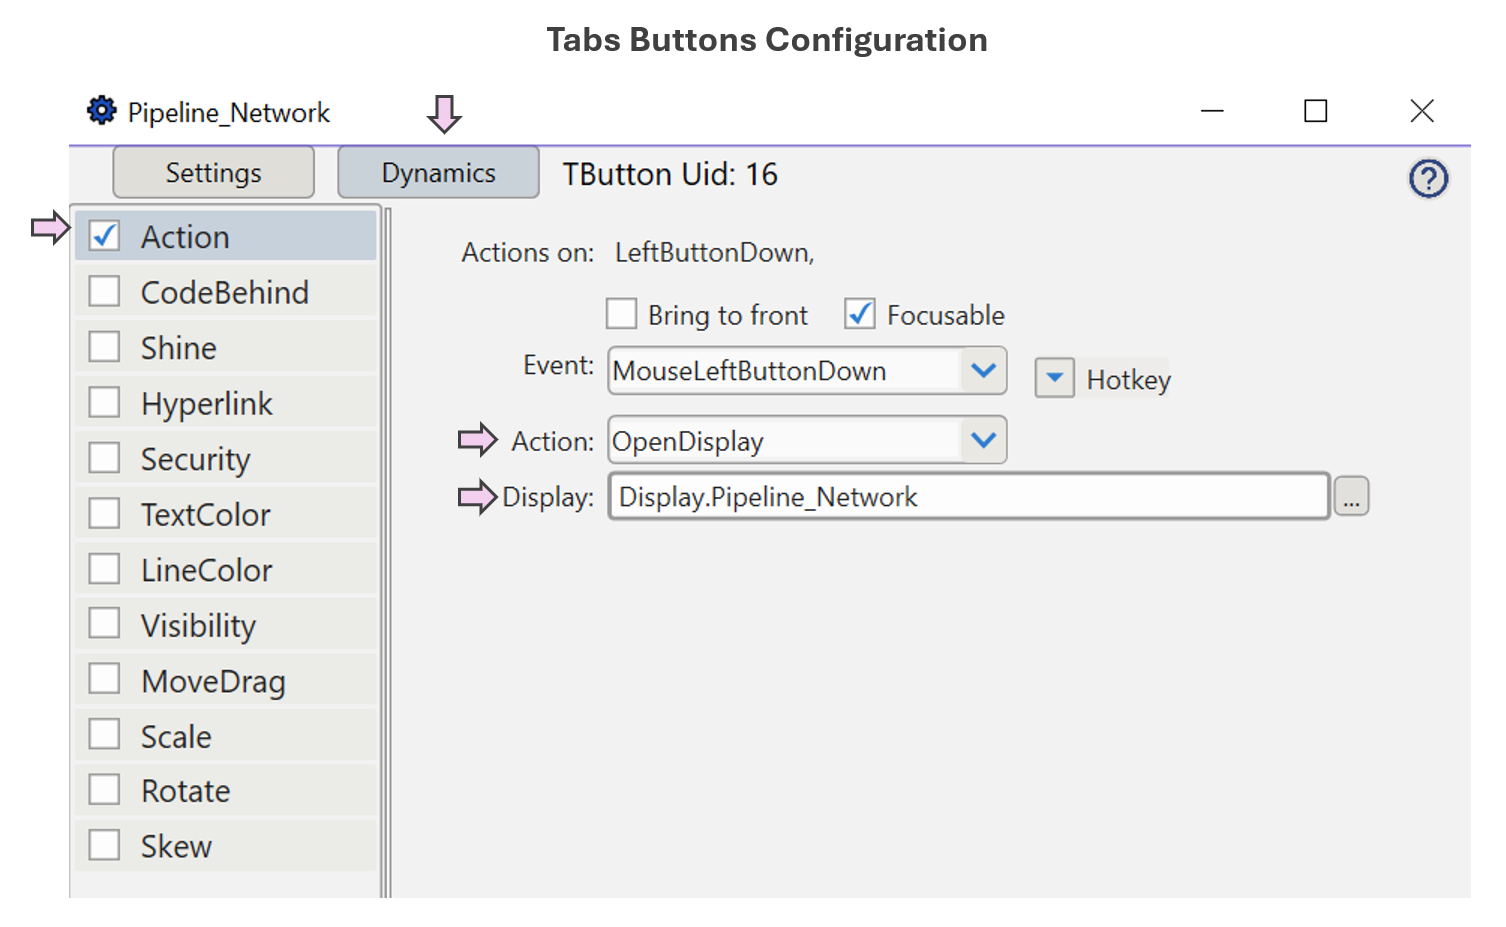 Tabs Buttons Configuration
Pipeline_Network
Settings
Dynamics
TButton Uid: 16
Action
CodeBehind
Shine
Hyperlink
Security
TextColor
LineColor
Visibility
MoveDrag
Scale
Rotate
Skew
Actions on: LeftButtonDown,
Bring to front
Focusable
Event: MouseLeftButtonDown
Hotkey
Action: OpenDisplay
Display: Display.Pipeline_Network ...